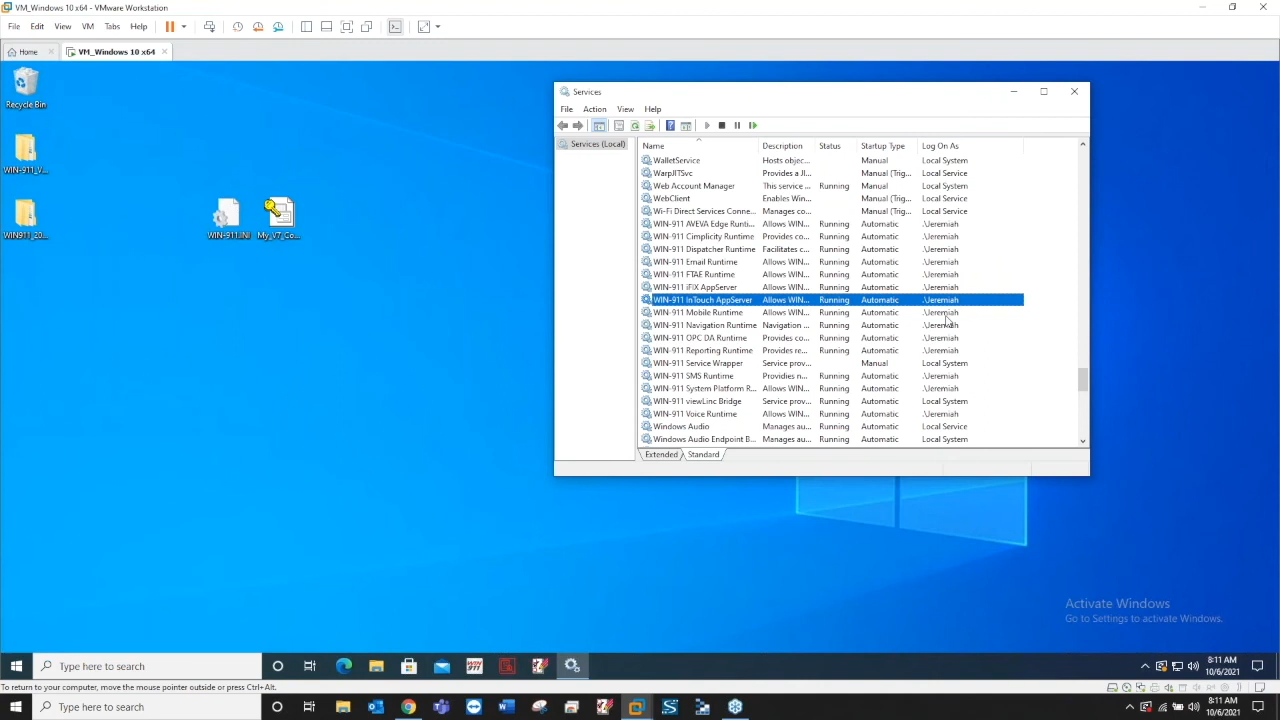 VM_Windows 10 x64 - VMware Workstation
File Edit View VM Tabs Help
Home VM_Windows 10 x64
Recycle Bin
WIN-911_V...
WIN-911.INI My_V7_Co...
WIN911_20...
Services
File Action View Help
Services (Local)
Name Description Status Startup Type Log On As
WalletService Hosts objec... Manual Local System
WarpJITSvc Provides a JI... Manual (Trig... Local Service
Web Account Manager This service ... Running Manual Local System
WebClient Enables Win... Manual (Trig... Local Service
Wi-Fi Direct Services Conne... Manages co... Manual (Trig... Local Service
WIN-911 AVEVA Edge Runti... Allows WIN... Running Automatic .\Jeremiah
WIN-911 Cimplicity Runtime Provides co... Running Automatic .\Jeremiah
WIN-911 Dispatcher Runtime Facilitates c... Running Automatic .\Jeremiah
WIN-911 Email Runtime Allows WIN... Running Automatic .\Jeremiah
WIN-911 FTAE Runtime Allows WIN... Running Automatic .\Jeremiah
WIN-911 iFIX AppServer Allows WIN... Running Automatic .\Jeremiah
WIN-911 InTouch AppServer Allows WIN... Running Automatic .\Jeremiah
WIN-911 Mobile Runtime Allows WIN... Running Automatic .\Jeremiah
WIN-911 Navigation Runtime Navigation ... Running Automatic .\Jeremiah
WIN-911 OPC DA Runtime Provides co... Running Automatic .\Jeremiah
WIN-911 Reporting Runtime Provides re... Running Automatic .\Jeremiah
WIN-911 Service Wrapper Service prov... Manual Local System
WIN-911 SMS Runtime Providies n... Running Automatic .\Jeremiah
WIN-911 System Platform R... Allows WIN... Running Automatic .\Jeremiah
WIN-911 viewLinc Bridge Service prov... Running Automatic Local System
WIN-911 Voice Runtime Allows WIN... Running Automatic .\Jeremiah
Windows Audio Manages au... Running Automatic Local Service
Windows Audio Endpoint B... Manages au... Running Automatic Local System
Extended Standard
Activate Windows
Go to Settings to activate Windows.
Type here to search
8:11 AM
10/6/2021
To return to your computer, move the mouse pointer outside or press Ctrl+Alt.
Type here to search
8:11 AM
10/6/2021